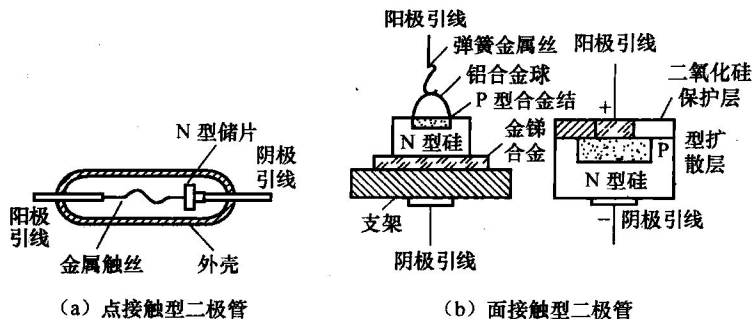 N 型储片
阴极
引线
阳极
引线
金属触丝
外壳
(a) 点接触型二极管
阳极引线
弹簧金属丝
铝合金球
P 型合金结
N 型硅
金锑
合金
支架
阴极引线
阳极引线
二氧化硅
保护层
+
P
型扩
散层
N 型硅
−
阴极引线
(b) 面接触型二极管